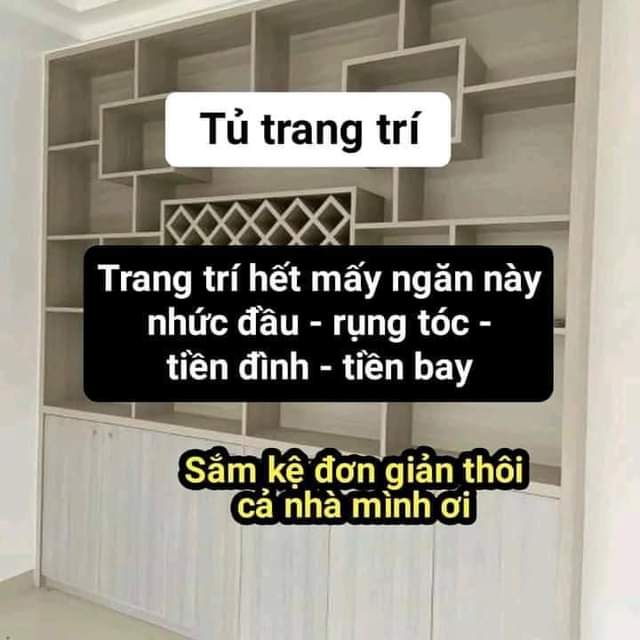 Tủ trang trí
Trang trí hết mấy ngăn này
nhức đầu - rụng tóc -
tiền đình - tiền bay
Sắm kệ đơn giản thôi
cả nhà mình ơi